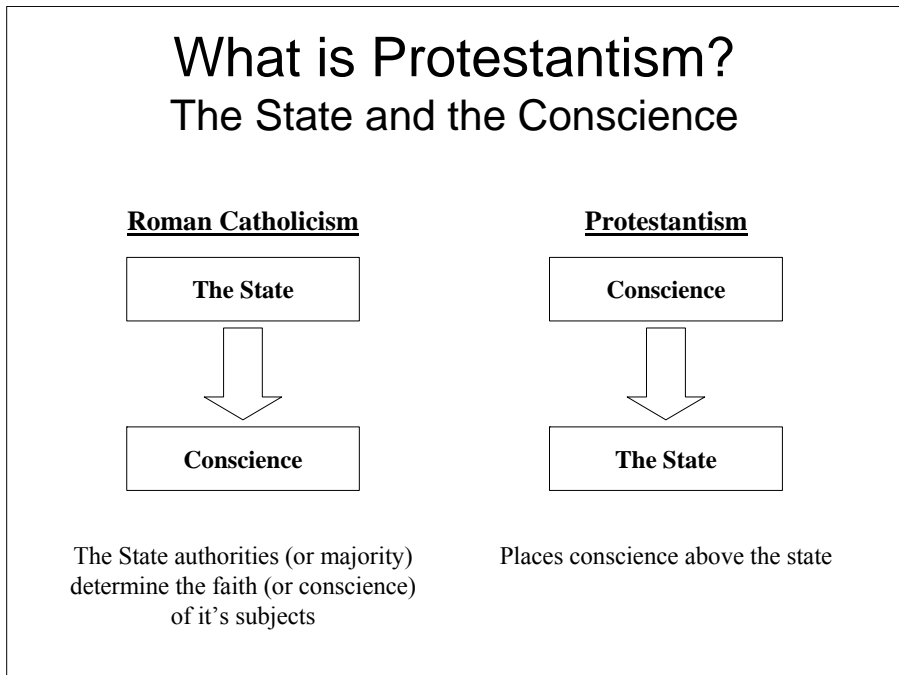 What is Protestantism?
The State and the Conscience
Roman Catholicism
The State
Conscience
The State authorities (or majority)
determine the faith (or conscience)
of it's subjects
Protestantism
Conscience
The State
Places conscience above the state